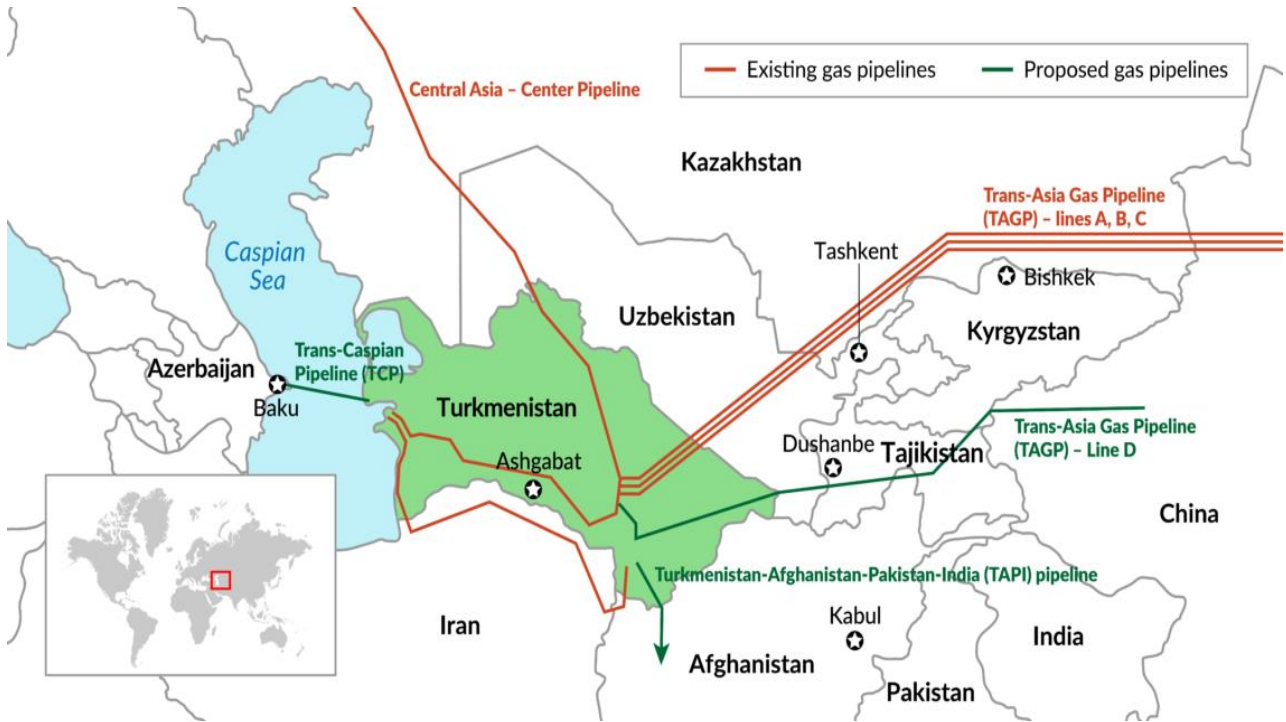 Existing gas pipelines
Proposed gas pipelines
Central Asia – Center Pipeline
Kazakhstan
Trans-Asia Gas Pipeline
(TAGP) – lines A, B, C
Tashkent
Caspian
Sea
Bishkek
Uzbekistan
Kyrgyzstan
Trans-Caspian
Pipeline (TCP)
Azerbaijan
Baku
Turkmenistan
Trans-Asia Gas Pipeline
(TAGP) – Line D
Dushanbe
Tajikistan
Ashgabat
China
Turkmenistan-Afghanistan-Pakistan-India (TAPI) pipeline
Kabul
Iran
India
Afghanistan
Pakistan